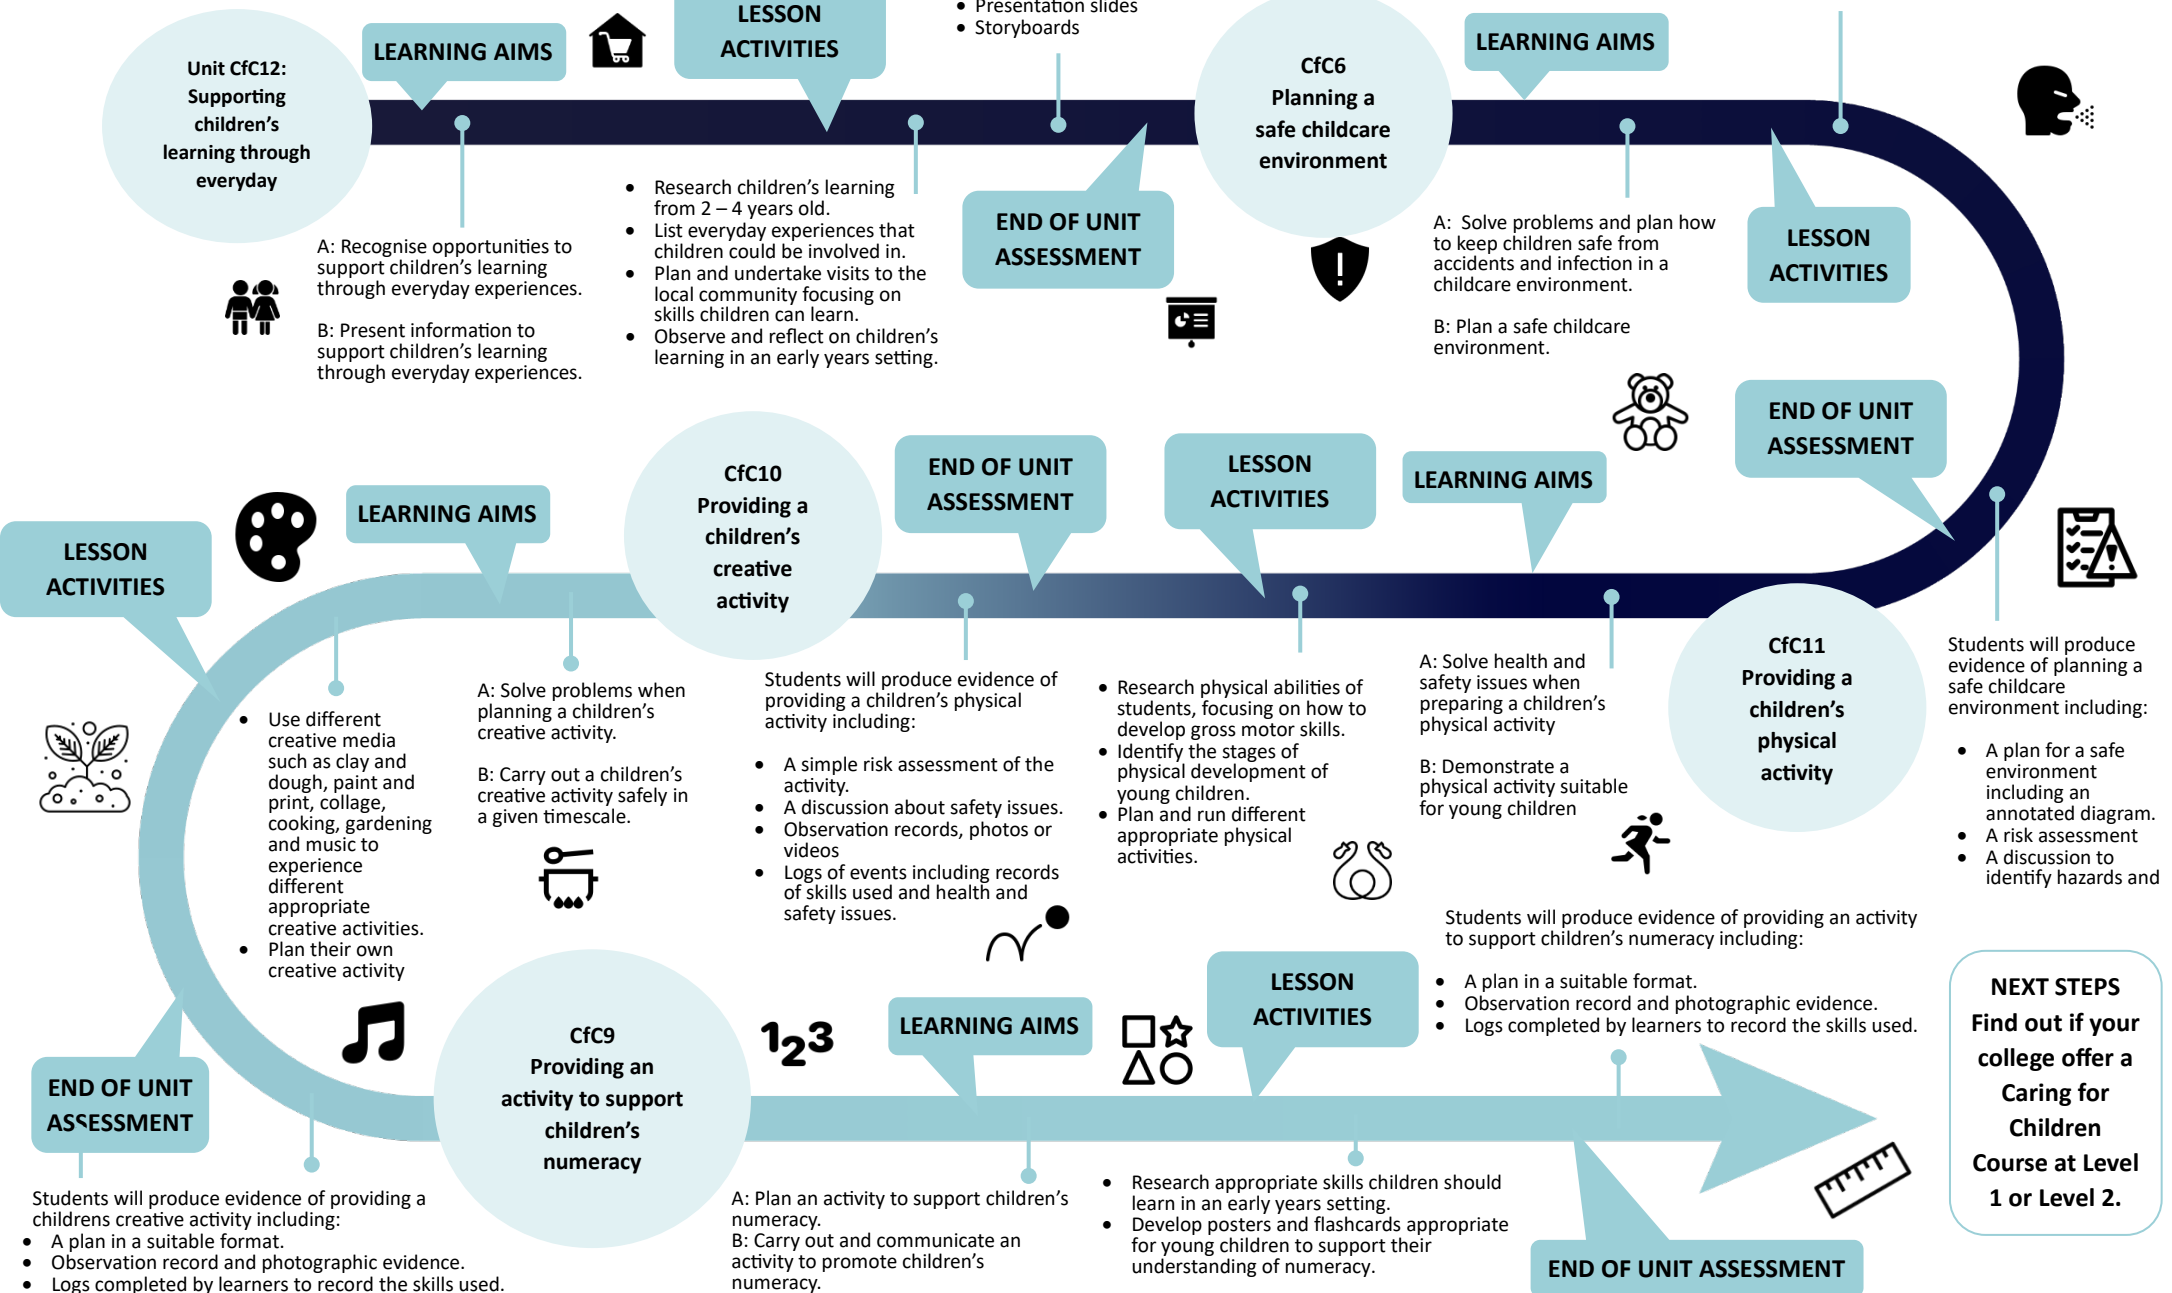 • Presentation slides
• Storyboards
Unit CfC12:
Supporting
children's
learning through
everyday
LEARNING AIMS
LESSON
ACTIVITIES
A: Recognise opportunities to
support children's learning
through everyday experiences.
B: Present information to
support children's learning
through everyday experiences.
• Research children's learning
from 2 – 4 years old.
• List everyday experiences that
children could be involved in.
• Plan and undertake visits to the
local community focusing on
skills children can learn.
• Observe and reflect on children's
learning in an early years setting.
END OF UNIT
ASSESSMENT
CfC6
Planning a
safe childcare
environment
LEARNING AIMS
A: Solve problems and plan how
to keep children safe from
accidents and infection in a
childcare environment.
B: Plan a safe childcare
environment.
LESSON
ACTIVITIES
END OF UNIT
ASSESSMENT
Students will produce
evidence of planning a
safe childcare
environment including:
• A plan for a safe
environment
including an
annotated diagram.
• A risk assessment
• A discussion to
identify hazards and
CfC11
Providing a
children's
physical
activity
LEARNING AIMS
A: Solve health and
safety issues when
preparing a children's
physical activity
B: Demonstrate a
physical activity suitable
for young children
LESSON
ACTIVITIES
• Research physical abilities of
students, focusing on how to
develop gross motor skills.
• Identify the stages of
physical development of
young children.
• Plan and run different
appropriate physical
activities.
END OF UNIT
ASSESSMENT
Students will produce evidence of
providing a children's physical
activity including:
• A simple risk assessment of the
activity.
• A discussion about safety issues.
• Observation records, photos or
videos
• Logs of events including records
of skills used and health and
safety issues.
CfC10
Providing a
children's
creative
activity
LEARNING AIMS
A: Solve problems when
planning a children's
creative activity.
B: Carry out a children's
creative activity safely in
a given timescale.
LESSON
ACTIVITIES
• Use different
creative media
such as clay and
dough, paint and
print, collage,
cooking, gardening
and music to
experience
different
appropriate
creative activities.
• Plan their own
creative activity
END OF UNIT
ASSESSMENT
Students will produce evidence of providing a
childrens creative activity including:
• A plan in a suitable format.
• Observation record and photographic evidence.
• Logs completed by learners to record the skills used.
CfC9
Providing an
activity to support
children's
numeracy
123
LEARNING AIMS
A: Plan an activity to support children's
numeracy.
B: Carry out and communicate an
activity to promote children's
numeracy.
LESSON
ACTIVITIES
• Research appropriate skills children should
learn in an early years setting.
• Develop posters and flashcards appropriate
for young children to support their
understanding of numeracy.
Students will produce evidence of providing an activity
to support children's numeracy including:
• A plan in a suitable format.
• Observation record and photographic evidence.
• Logs completed by learners to record the skills used.
END OF UNIT ASSESSMENT
NEXT STEPS
Find out if your
college offer a
Caring for
Children
Course at Level
1 or Level 2.